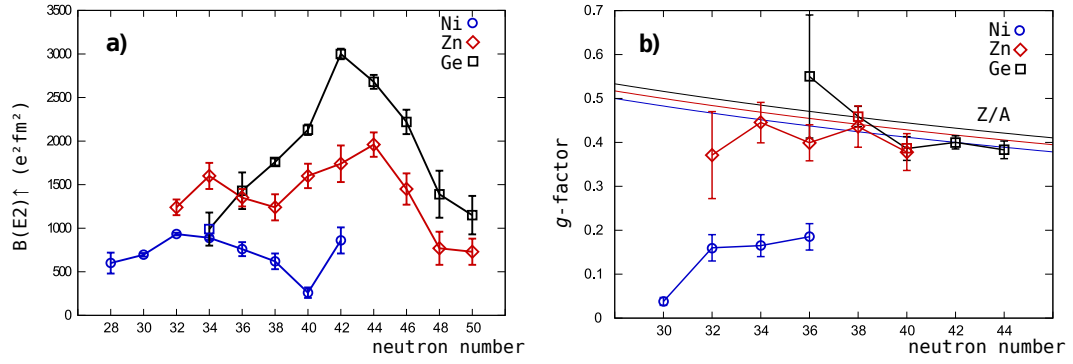 a)
Ni
Zn
Ge
3500
3000
2500
2000
1500
1000
500
0
B(E2)↑ (e²fm²)
28 30 32 34 36 38 40 42 44 46 48 50
neutron number
b)
Ni
Zn
Ge
Z/A
0.7
0.6
0.5
0.4
0.3
0.2
0.1
0
g-factor
30 32 34 36 38 40 42 44
neutron number